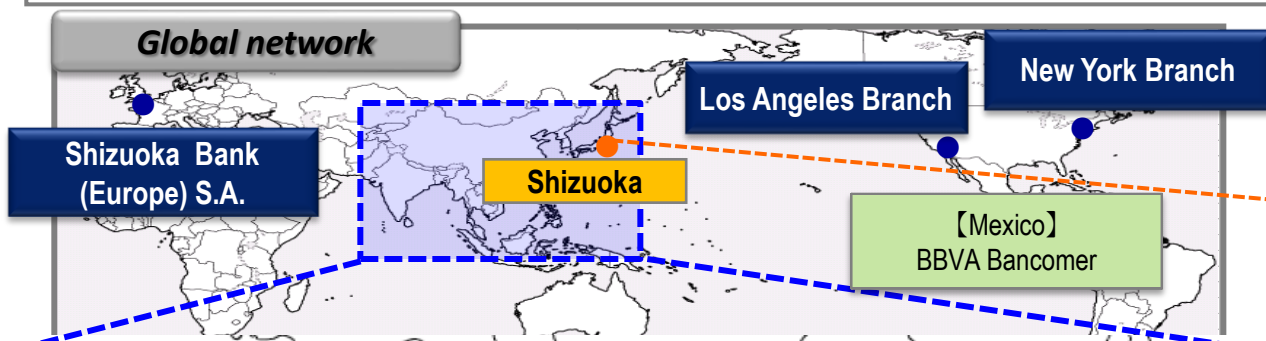 Global network
New York Branch
Los Angeles Branch
Shizuoka Bank
(Europe) S.A.
Shizuoka
【Mexico】
BBVA Bancomer